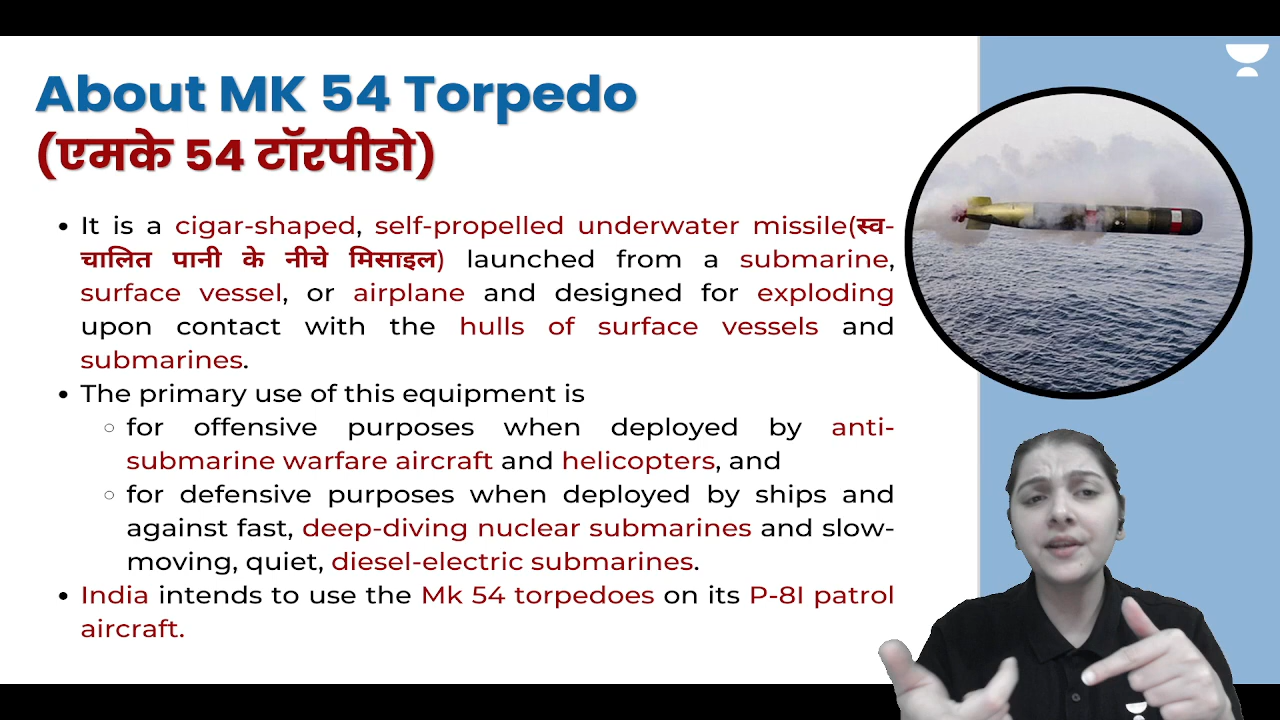 About MK 54 Torpedo
(एमके 54 टॉरपीडो)
• It is a cigar-shaped, self-propelled underwater missile(स्व-
चालित पानी के नीचे मिसाइल) launched from a submarine,
surface vessel, or airplane and designed for exploding
upon contact with the hulls of surface vessels and
submarines.
• The primary use of this equipment is
○ for offensive purposes when deployed by anti-
submarine warfare aircraft and helicopters, and
○ for defensive purposes when deployed by ships and
against fast, deep-diving nuclear submarines and slow-
moving, quiet, diesel-electric submarines.
• India intends to use the Mk 54 torpedoes on its P-8I patrol
aircraft.